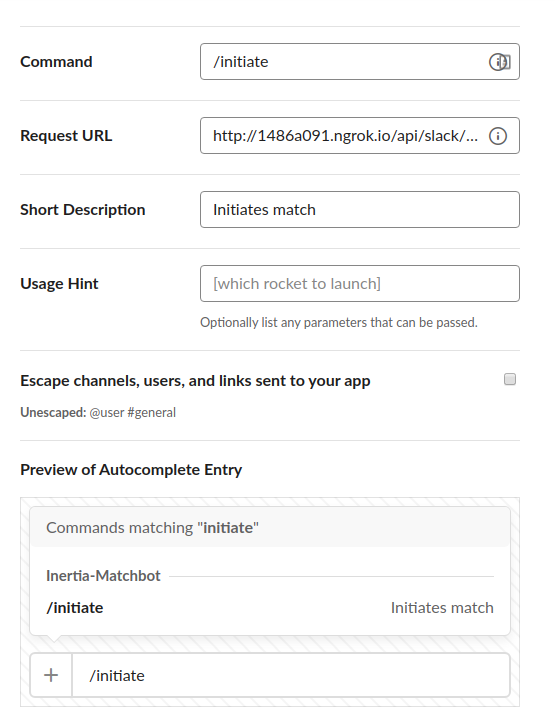 Command
/initiate
Request URL
http://1486a091.ngrok.io/api/slack/...
Short Description
Initiates match
Usage Hint
[which rocket to launch]
Optionally list any parameters that can be passed.
Escape channels, users, and links sent to your app
Unescaped: @user #general
Preview of Autocomplete Entry
Commands matching "initiate"
Inertia-Matchbot
/initiate Initiates match
+ /initiate